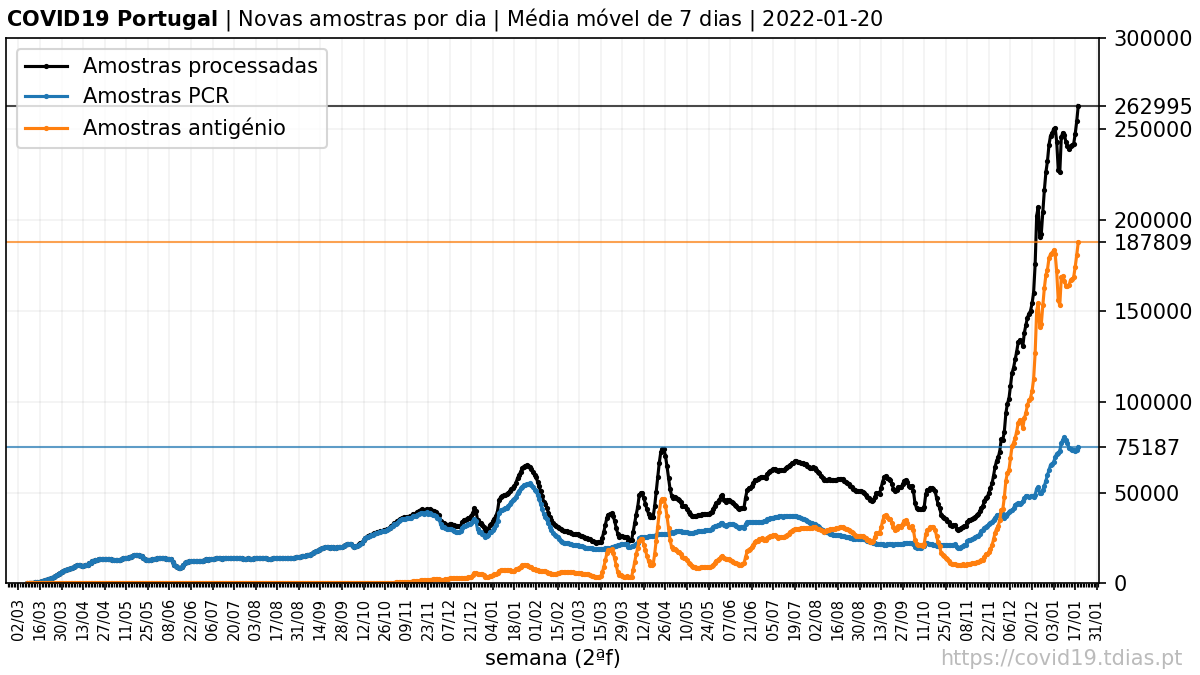 COVID19 Portugal | Novas amostras por dia | Média móvel de 7 dias | 2022-01-20
Amostras processadas
Amostras PCR
Amostras antigénio
300000
262995
250000
200000
187809
150000
100000
75187
50000
0
02/03 16/03 30/03 13/04 27/04 11/05 25/05 08/06 22/06 06/07 20/07 03/08 17/08 31/08 14/09 28/09 12/10 26/10 09/11 23/11 07/12 21/12 04/01 18/01 01/02 15/02 01/03 15/03 29/03 12/04 26/04 10/05 24/05 07/06 21/06 05/07 19/07 02/08 16/08 30/08 13/09 27/09 11/10 25/10 08/11 22/11 06/12 20/12 03/01 17/01 31/01
semana (2ªf)
https://covid19.tdias.pt